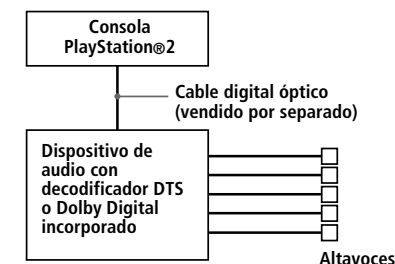 Consola
PlayStation®2
Cable digital óptico
(vendido por separado)
Dispositivo de
audio con
decodificador DTS
o Dolby Digital
incorporado
Altavoces